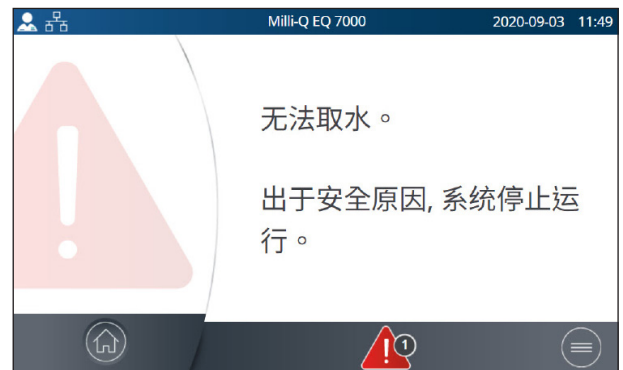 Milli-Q EQ 7000
2020-09-03 11:49
无法取水。
出于安全原因, 系统停止运
行。
1